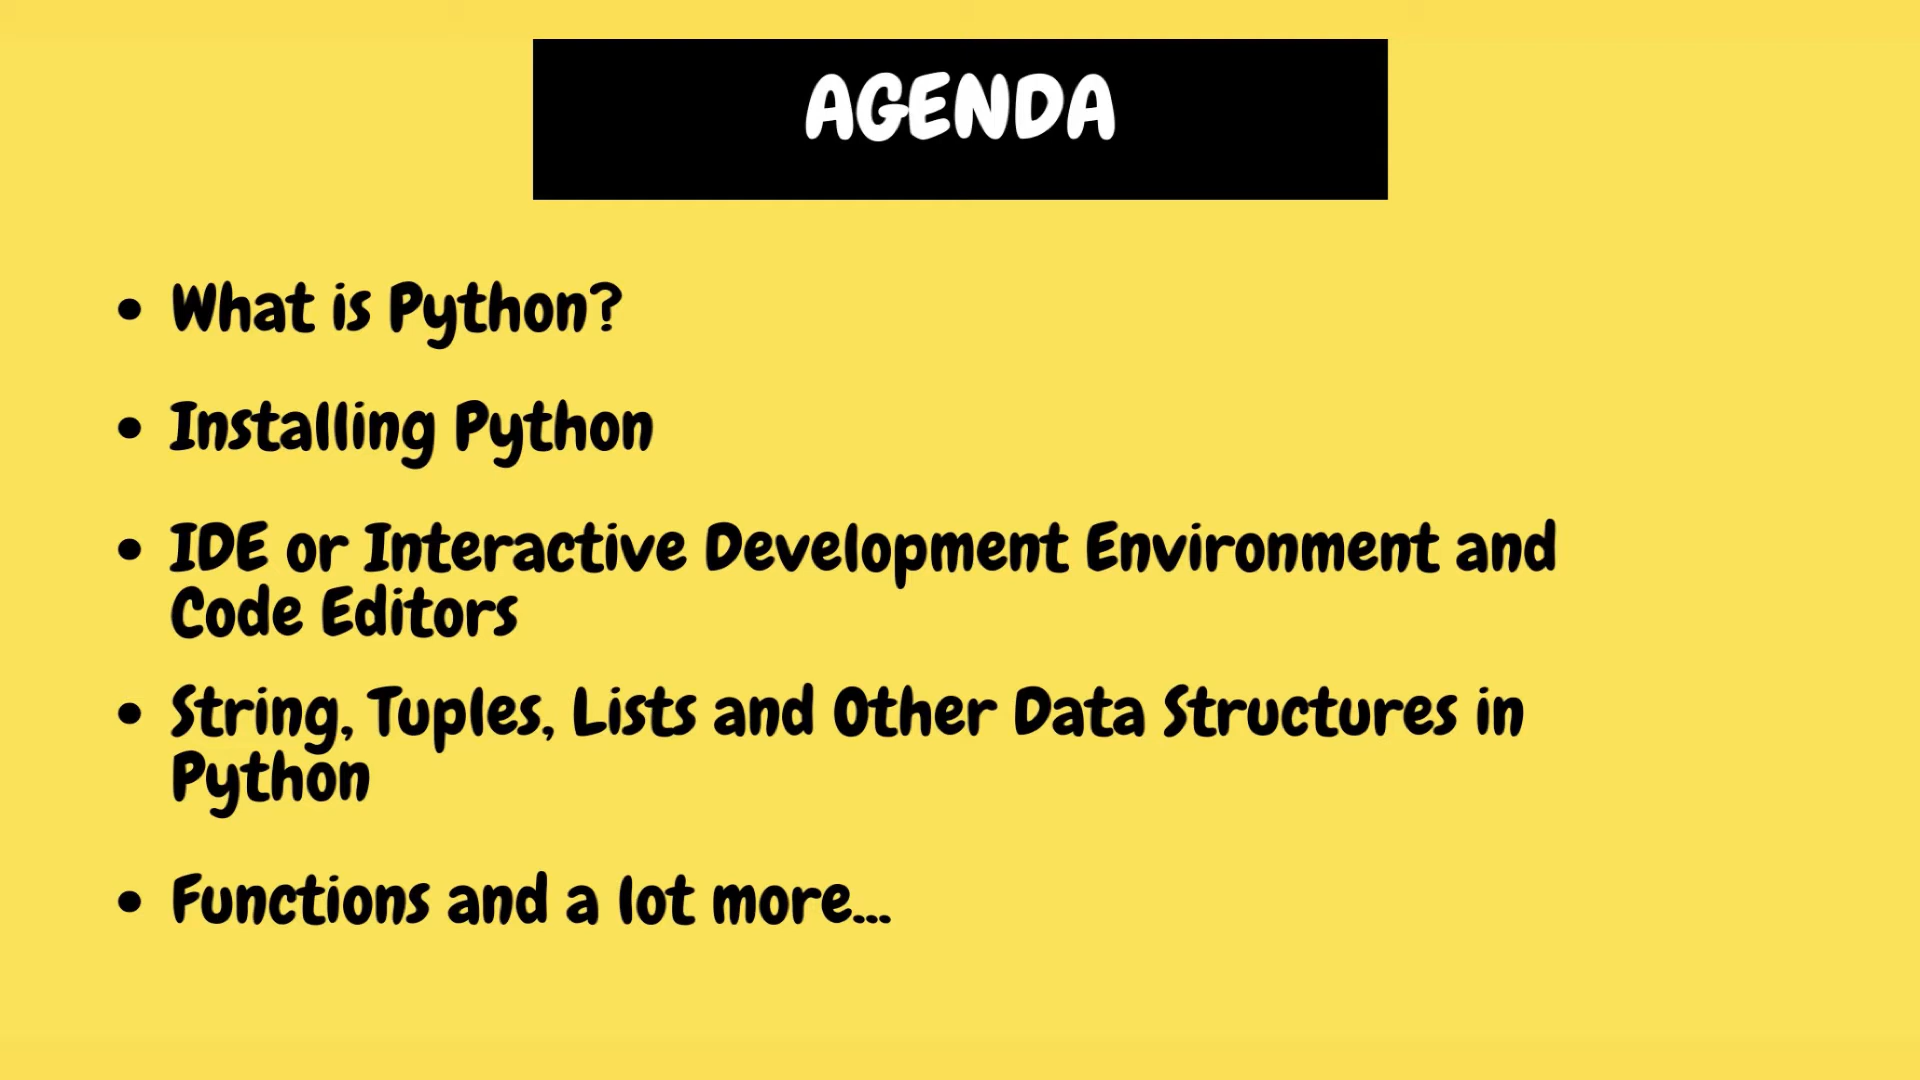 AGENDA
• What is Python?
• Installing Python
• IDE or Interactive Development Environment and
Code Editors
• String, Tuples, Lists and Other Data Structures in
Python
• Functions and a lot more...